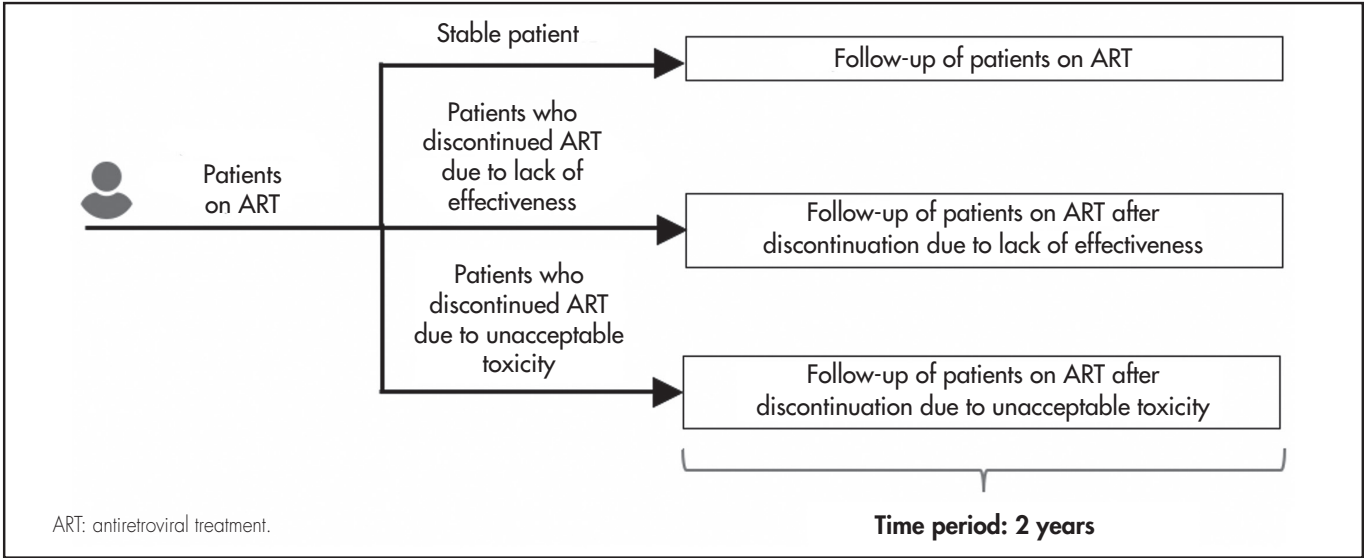 Stable patient
Follow-up of patients on ART
Patients who
discontinued ART
due to lack of
effectiveness
Patients
on ART
Follow-up of patients on ART after
discontinuation due to lack of effectiveness
Patients who
discontinued ART
due to unacceptable
toxicity
Follow-up of patients on ART after
discontinuation due to unacceptable toxicity
ART: antiretroviral treatment.
Time period: 2 years